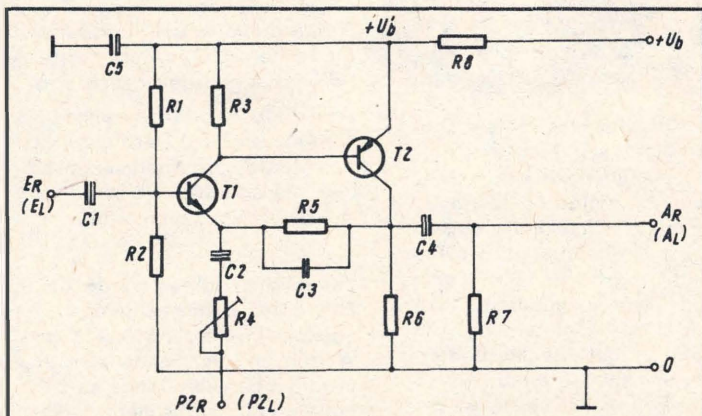 +U'b
+Ub
C5
R8
R1
R3
T2
ER
(EL)
T1
C1
R5
AR
(AL)
C4
R2
C2
C3
R4
R6
R7
0
P2R (P2L)